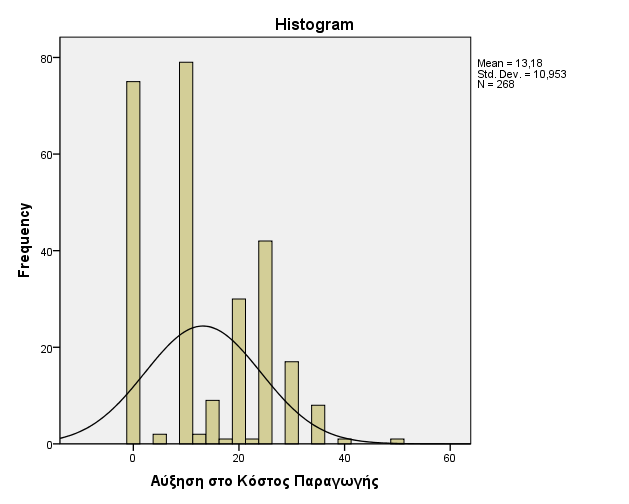 Histogram
Mean = 13,18
Std. Dev. = 10,953
N = 268
80
60
40
20
0
Frequency
0 20 40 60
Αύξηση στο Κόστος Παραγωγής